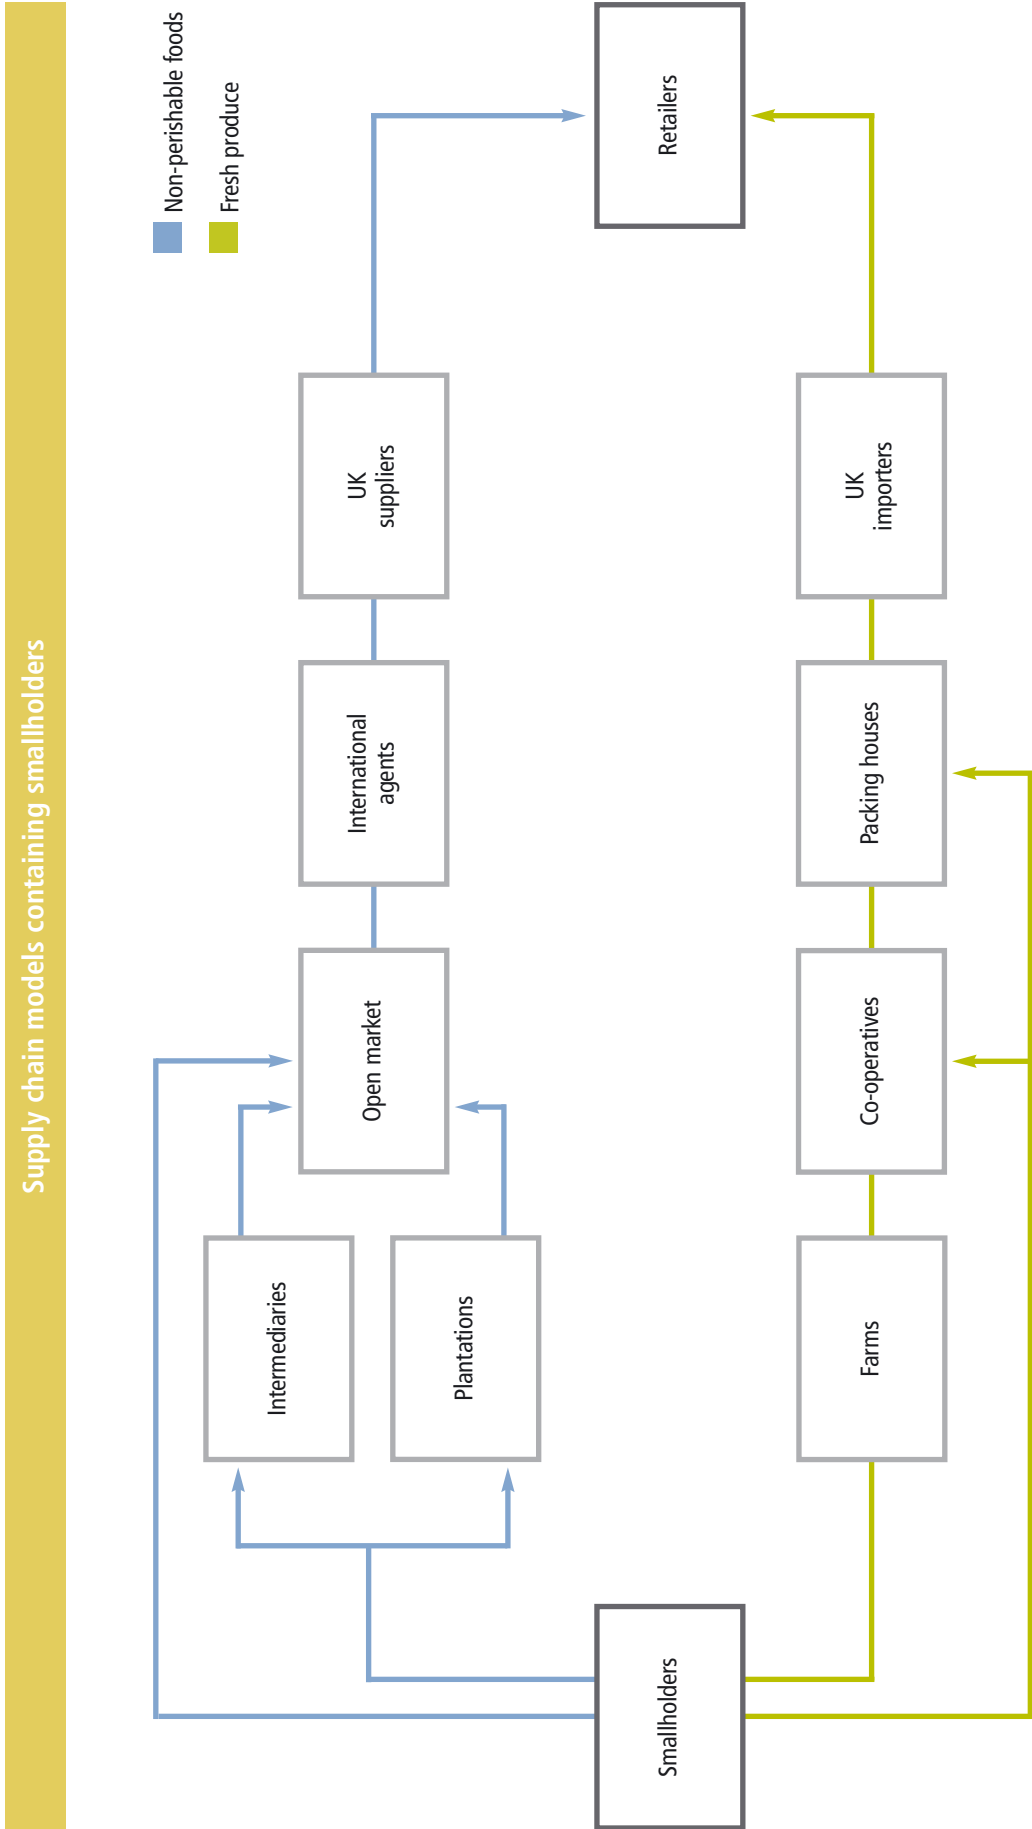 Supply chain models containing smallholders
Non-perishable foods
Fresh produce
Smallholders
Intermediaries
Plantations
Open market
International
agents
UK
suppliers
Farms
Co-operatives
Packing houses
UK
importers
Retailers